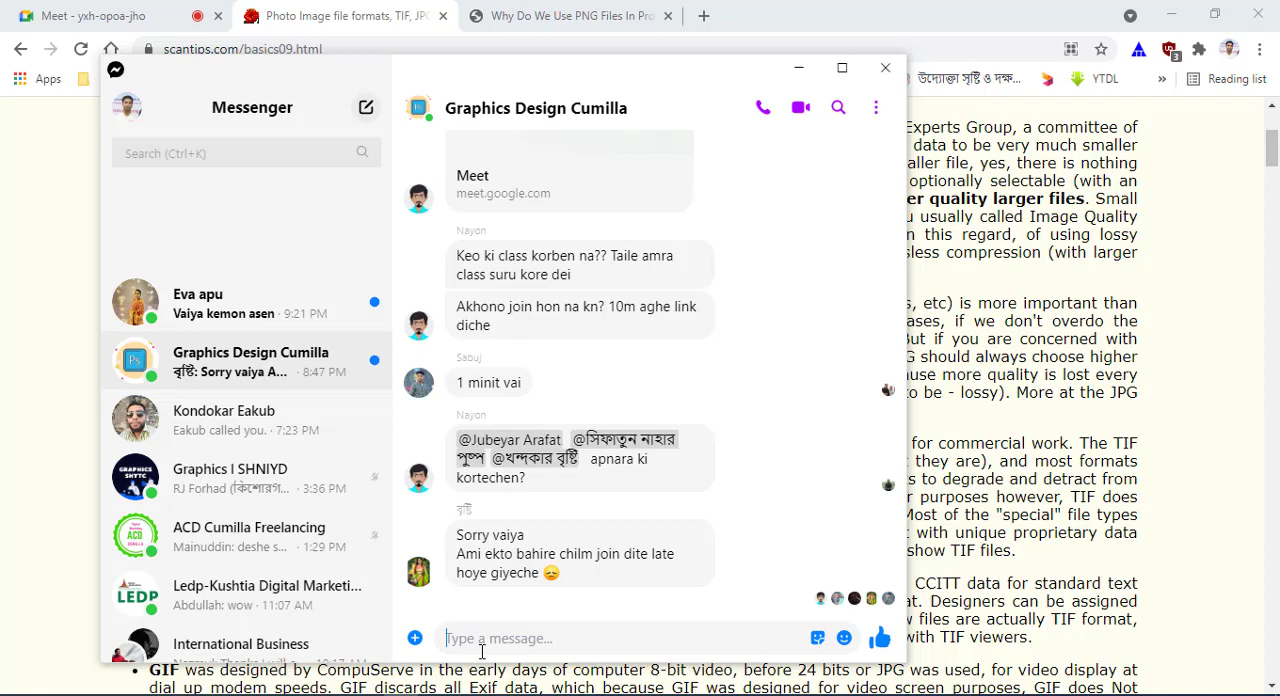 Meet - yxh-opoa-jho
Photo Image file formats, TIF, JPG
Why Do We Use PNG Files In Pro
scantips.com/basics09.html
3
Apps
উদ্যোক্তা সৃষ্টি ও দক্ষ...
YTDL
»
Reading list
Messenger
Search (Ctrl+K)
Eva apu
Vaiya kemon asen · 9:21 PM
Graphics Design Cumilla
বৃষ্টি: Sorry vaiya A... · 8:47 PM
Kondokar Eakub
Eakub called you. · 7:23 PM
Graphics I SHNIYD
RJ Forhad (কিশোরগ... · 3:36 PM
ACD Cumilla Freelancing
Mainuddin: deshe s... · 1:29 PM
Ledp-Kushtia Digital Marketi...
Abdullah: wow · 11:07 AM
International Business
Graphics Design Cumilla
Meet
meet.google.com
Nayon
Keo ki class korben na?? Taile amra
class suru kore dei
Akhono join hon na kn? 10m aghe link
diche
Sabuj
1 minit vai
Nayon
@Jubeyar Arafat @সিফাতুন নাহার
পুষ্প @খন্দকার বৃষ্টি apnara ki
kortechen?
বৃষ্টি
Sorry vaiya
Ami ekto bahire chilm join dite late
hoye giyeche 😞
Type a message...
Experts Group, a committee of
data to be very much smaller
aller file, yes, there is nothing
optionally selectable (with an
er quality larger files. Small
u usually called Image Quality
n this regard, of using lossy
sless compression (with larger
s, etc) is more important than
ases, if we don't overdo the
But if you are concerned with
G should always choose higher
use more quality is lost every
o be - lossy). More at the JPG
for commercial work. The TIF
they are), and most formats
s to degrade and detract from
r purposes however, TIF does
Most of the "special" file types
with unique proprietary data
show TIF files.
CCITT data for standard text
at. Designers can be assigned
w files are actually TIF format,
with TIF viewers.
• GIF was designed by CompuServe in the early days of computer 8-bit video, before 24 bits or JPG was used, for video display at
dial up modem speeds. GIF discards all Exif data, which because GIF was designed for video screen purposes, GIF does Not